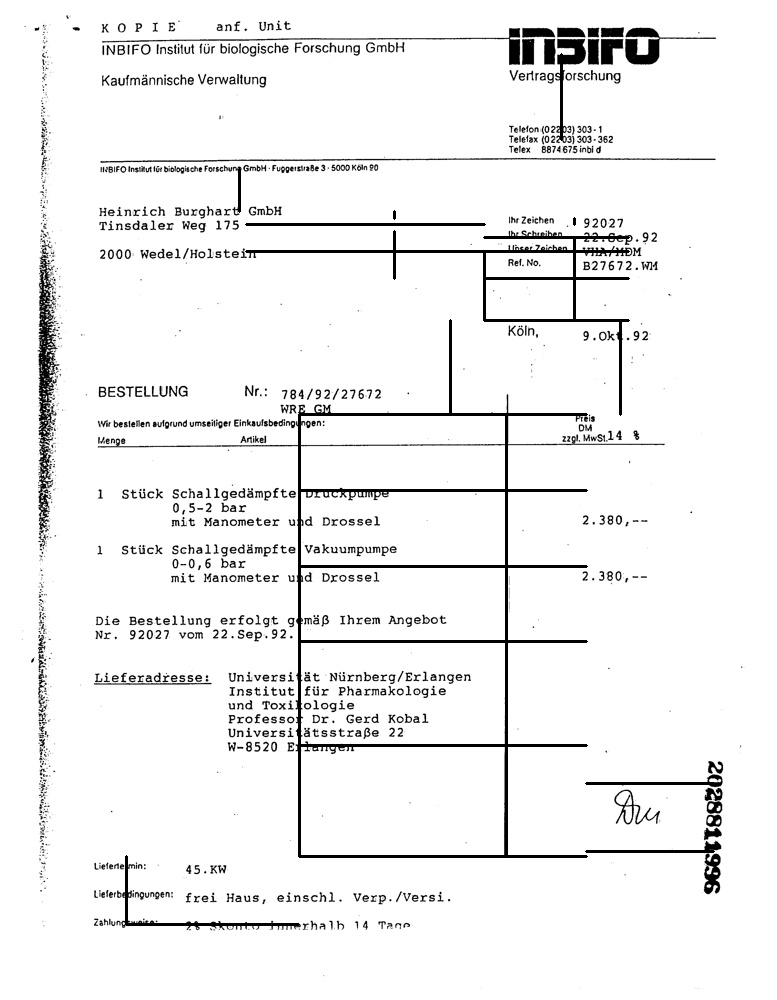 KOPIE anf. Unit
INBIFO Institut für biologische Forschung GmbH
INBIFO
Kaufmännische Verwaltung
Vertragsforschung
Telefon (02203) 303-1
Telefax (02203) 303-362
Telex 8874675 inbi d
INBIFO Institut für biologische Forschung GmbH · Fuggerstraße 3 · 5000 Köln 90
Heinrich Burghart GmbH
Tinsdaler Weg 175
2000 Wedel/Holstein
Ihr Zeichen 92027
Ihr Schreiben 22.Sep.92
Unser Zeichen VHA/MDM
Ref. No. B27672.WM
Köln, 9.Okt.92
BESTELLUNG Nr.: 784/92/27672
WRE GM
Wir bestellen aufgrund umseitiger Einkaufsbedingungen:
Menge Artikel Preis DM zzgl. MwSt. 14 %
1 Stück Schallgedämpfte Druckpumpe
0,5-2 bar
mit Manometer und Drossel 2.380,--
1 Stück Schallgedämpfte Vakuumpumpe
0-0,6 bar
mit Manometer und Drossel 2.380,--
Die Bestellung erfolgt gemäß Ihrem Angebot
Nr. 92027 vom 22.Sep.92.
Lieferadresse: Universität Nürnberg/Erlangen
Institut für Pharmakologie
und Toxikologie
Professor Dr. Gerd Kobal
Universitätsstraße 22
W-8520 Erlangen
2028811996
Liefertermin: 45.KW
Lieferbedingungen: frei Haus, einschl. Verp./Versi.
Zahlungsweise: 2% Skonto innerhalb 14 Tage